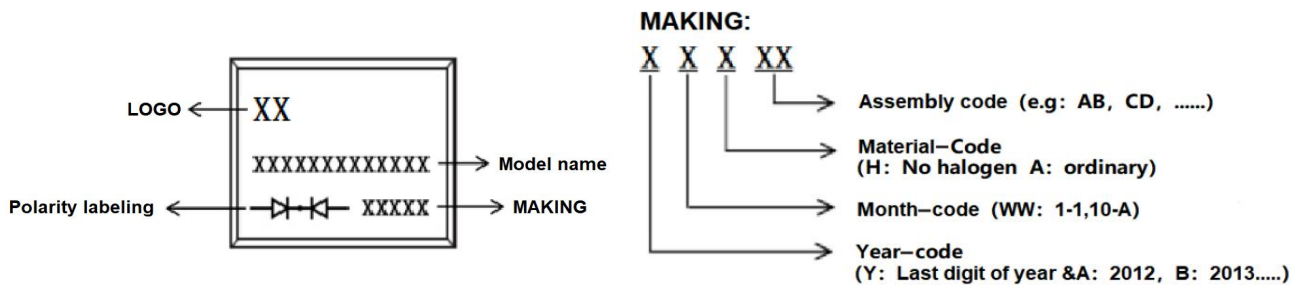 LOGO
XX
XXXXXXXXXXXXX
Model name
Polarity labeling
XXXXX
MAKING
MAKING:
X X X XX
Assembly code (e.g: AB, CD, ......)
Material-Code
(H: No halogen A: ordinary)
Month-code (WW: 1-1,10-A)
Year-code
(Y: Last digit of year &A: 2012, B: 2013.....)